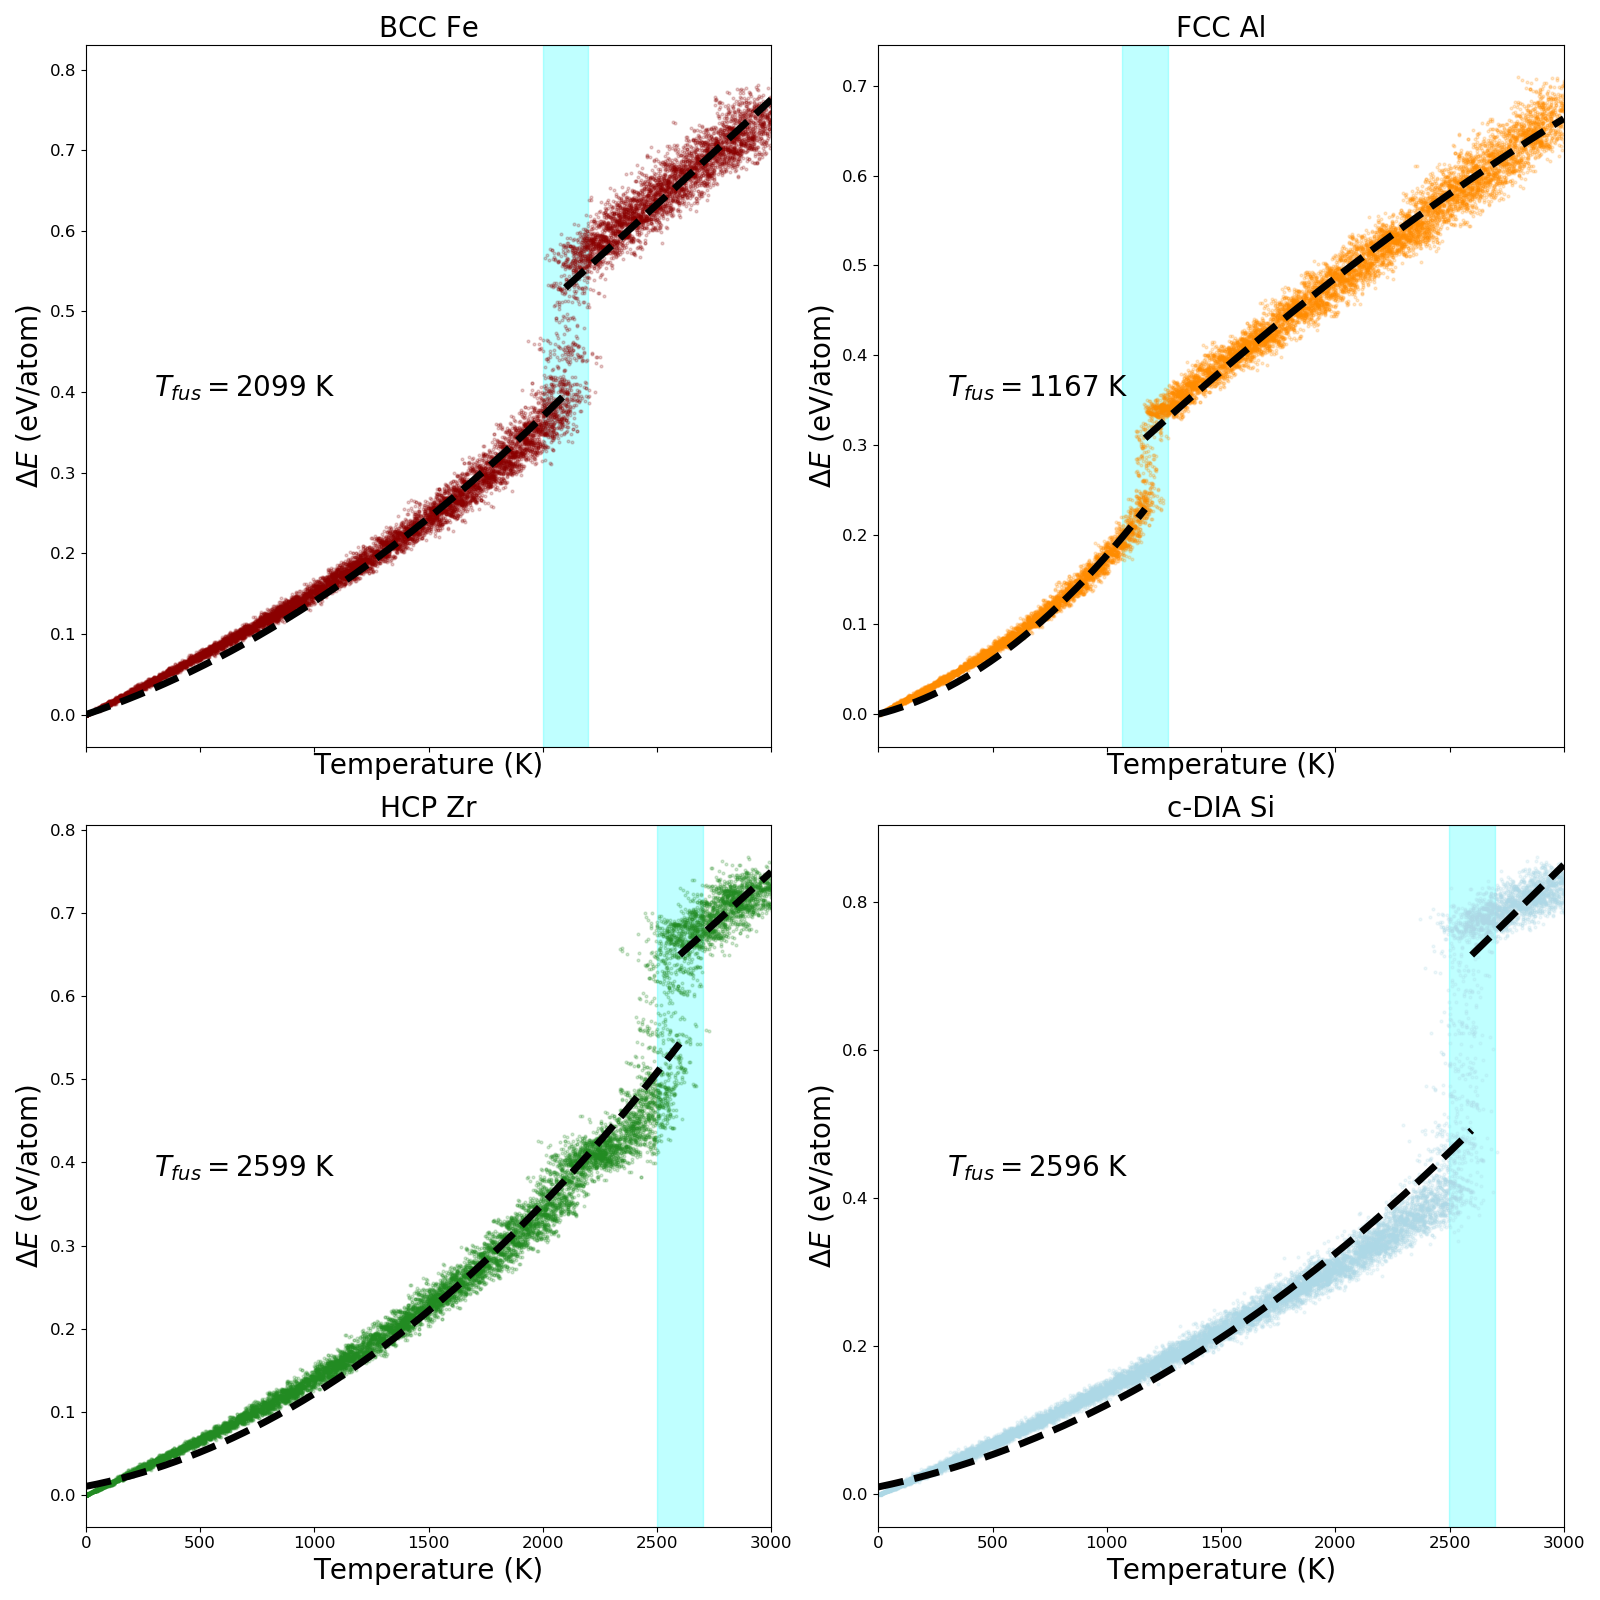 BCC Fe
0.8
0.7
0.6
0.5
0.4
0.3
0.2
0.1
0.0
ΔE (eV/atom)
T_fus = 2099 K
Temperature (K)
FCC Al
0.7
0.6
0.5
0.4
0.3
0.2
0.1
0.0
ΔE (eV/atom)
T_fus = 1167 K
Temperature (K)
HCP Zr
0.8
0.7
0.6
0.5
0.4
0.3
0.2
0.1
0.0
ΔE (eV/atom)
T_fus = 2599 K
0 500 1000 1500 2000 2500 3000
Temperature (K)
c-DIA Si
0.8
0.6
0.4
0.2
0.0
ΔE (eV/atom)
T_fus = 2596 K
0 500 1000 1500 2000 2500 3000
Temperature (K)